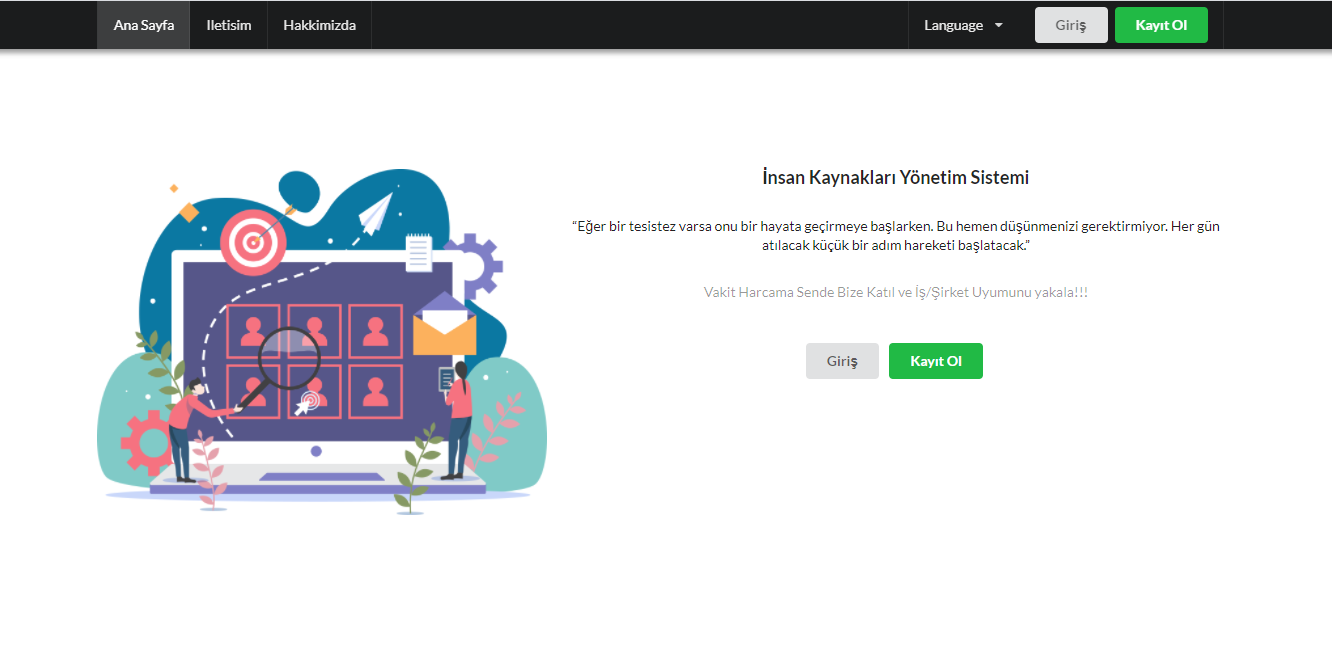 Ana Sayfa Iletisim Hakkimizda Language Giriş Kayıt Ol
İnsan Kaynakları Yönetim Sistemi
“Eğer bir tesistez varsa onu bir hayata geçirmeye başlarken. Bu hemen düşünmenizi gerektirmiyor. Her gün
atılacak küçük bir adım hareketi başlatacak.”
Vakit Harcama Sende Bize Katıl ve İş/Şirket Uyumunu yakala!!!
Giriş Kayıt Ol